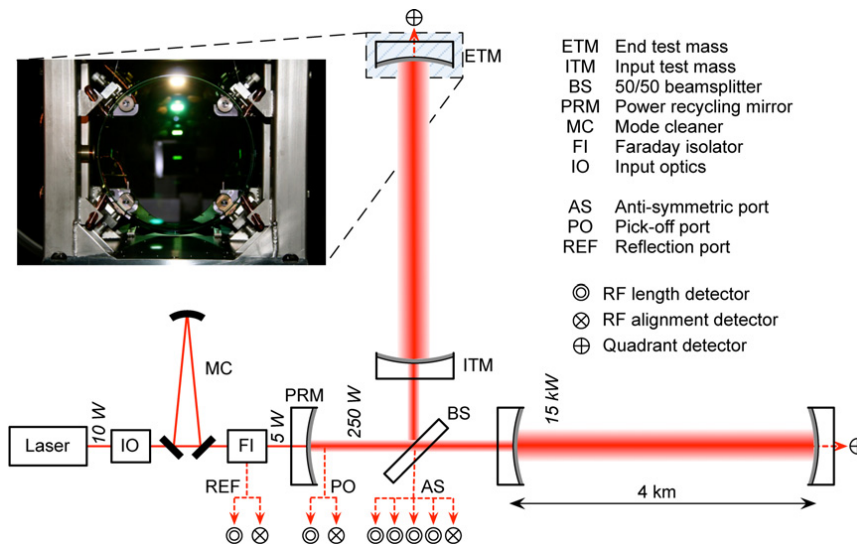 ETM
ETM End test mass
ITM Input test mass
BS 50/50 beamsplitter
PRM Power recycling mirror
MC Mode cleaner
FI Faraday isolator
IO Input optics
AS Anti-symmetric port
PO Pick-off port
REF Reflection port
RF length detector
RF alignment detector
Quadrant detector
MC
ITM
PRM
BS
10 W
5 W
250 W
15 kW
Laser
IO
FI
REF
PO
AS
4 km